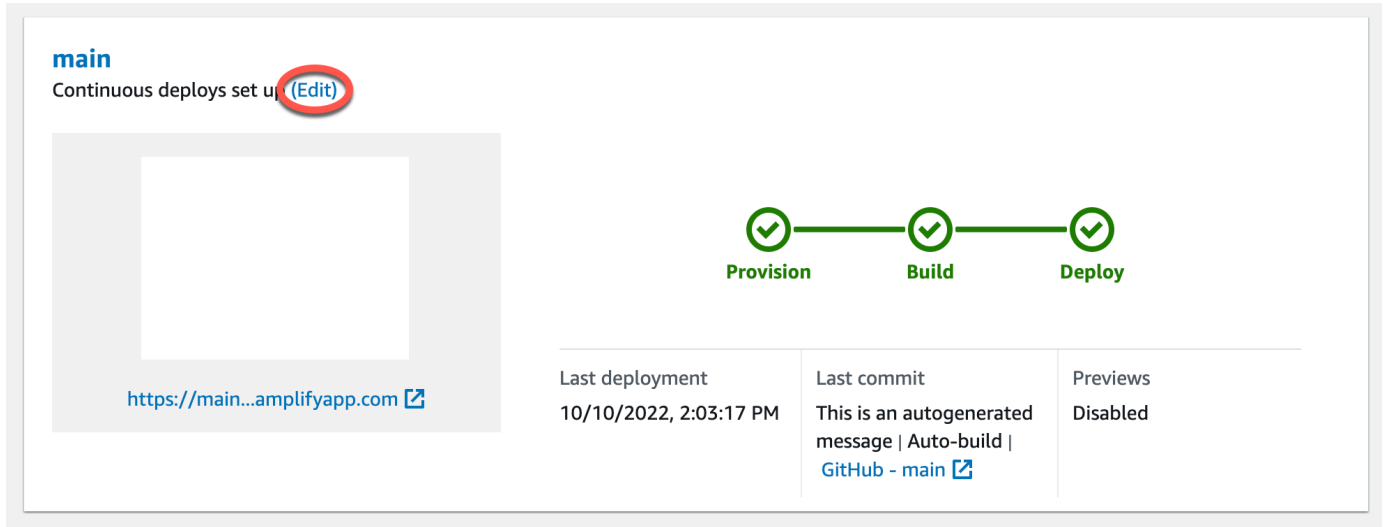 main
Continuous deploys set up (Edit)
https://main...amplifyapp.com
Provision
Build
Deploy
Last deployment
10/10/2022, 2:03:17 PM
Last commit
This is an autogenerated
message | Auto-build |
GitHub - main
Previews
Disabled